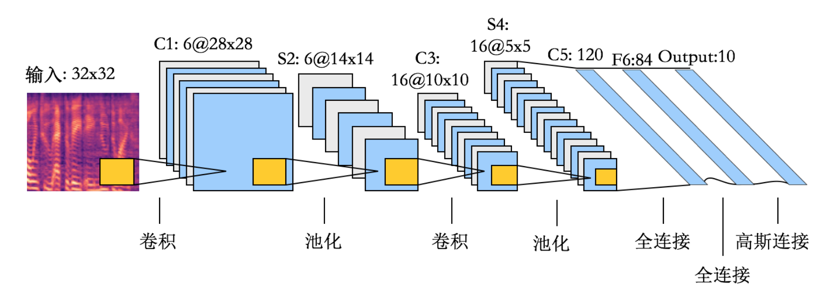 输入: 32x32
C1: 6@28x28
S2: 6@14x14
C3:
16@10x10
S4:
16@5x5
C5: 120
F6:84
Output:10
卷积
池化
卷积
池化
全连接
全连接
高斯连接